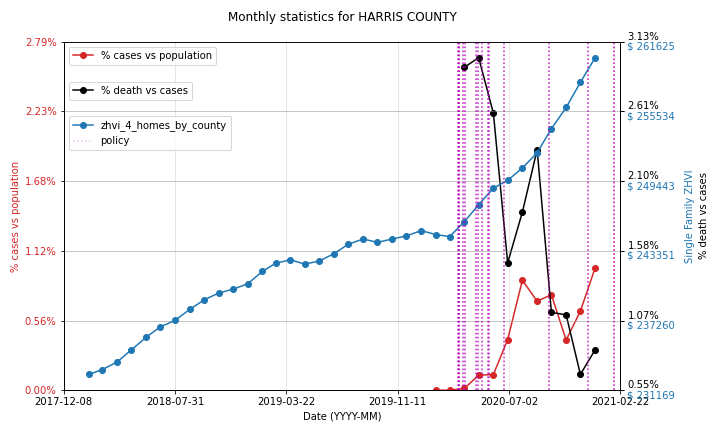 Monthly statistics for HARRIS COUNTY
2.79%
2.23%
1.68%
1.12%
0.56%
0.00%
% cases vs population
% cases vs population
% death vs cases
zhvi_4_homes_by_county
policy
3.13%
$ 261625
2.61%
$ 255534
2.10%
$ 249443
1.58%
$ 243351
1.07%
$ 237260
0.55%
$ 231169
Single Family ZHVI
% death vs cases
2017-12-08
2018-07-31
2019-03-22
2019-11-11
2020-07-02
2021-02-22
Date (YYYY-MM)